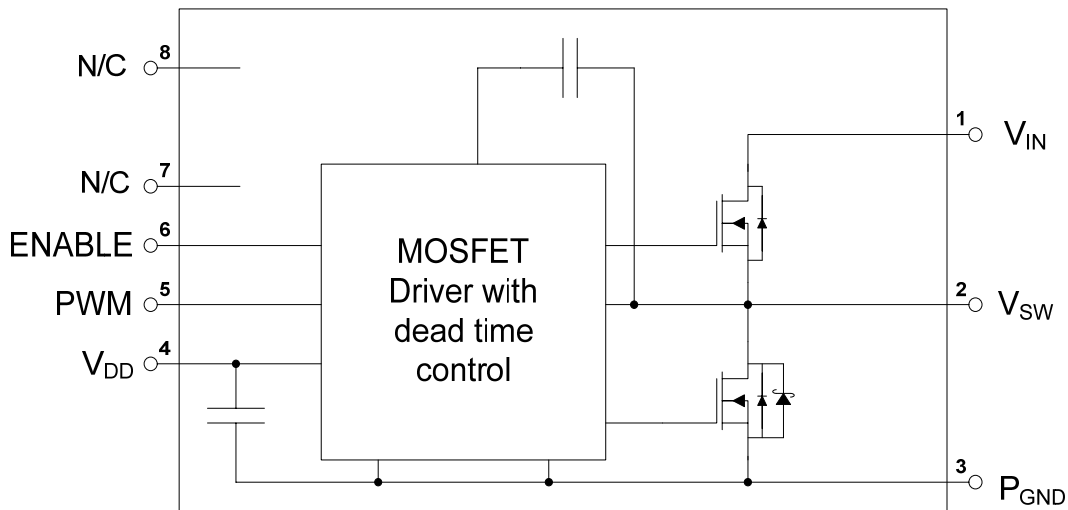 8
N/C
7
N/C
6
ENABLE
5
PWM
4
VDD
MOSFET
Driver with
dead time
control
1
VIN
2
VSW
3
PGND